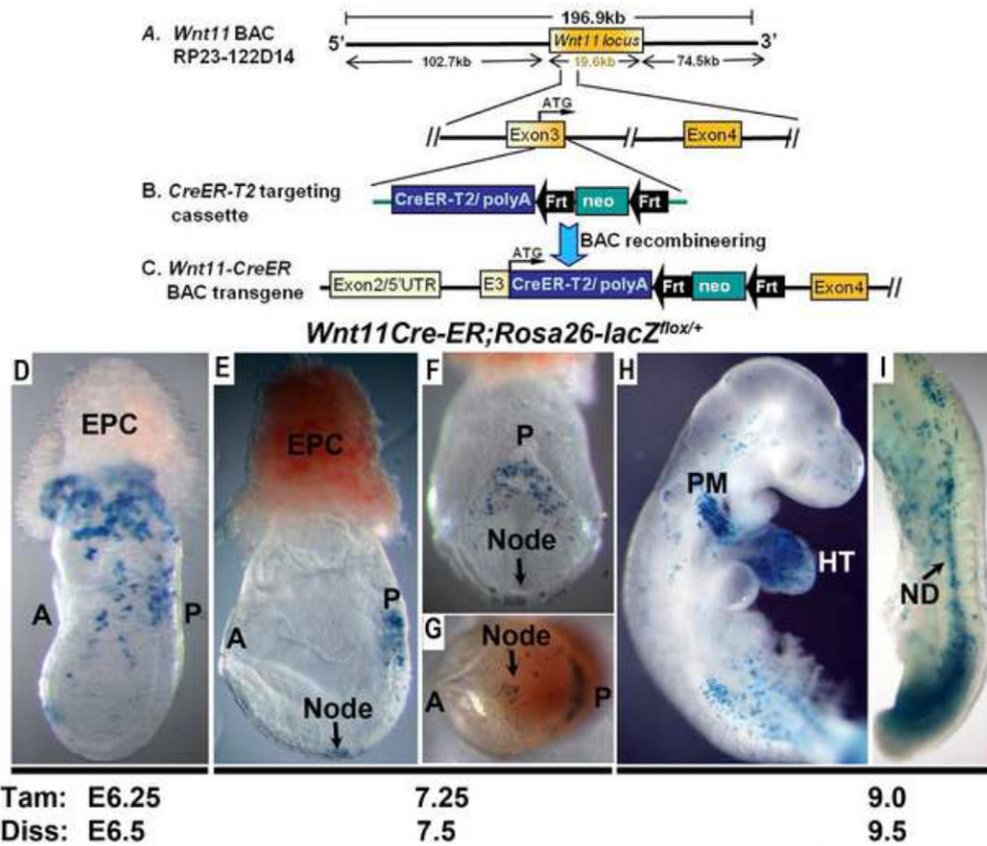 196.9kb
A. Wnt11 BAC
RP23-122D14
5'
Wnt11 locus
3'
102.7kb
19.6kb
74.5kb
ATG
Exon3
Exon4
B. CreER-T2 targeting
cassette
CreER-T2/ polyA
Frt
neo
Frt
BAC recombineering
C. Wnt11-CreER
BAC transgene
ATG
Exon2/5'UTR
E3
CreER-T2/ polyA
Frt
neo
Frt
Exon4
Wnt11Cre-ER;Rosa26-lacZflox/+
D
EPC
A
P
E
EPC
A
P
Node
F
P
Node
G
Node
A
P
H
PM
HT
I
ND
Tam: E6.25 7.25 9.0
Diss: E6.5 7.5 9.5